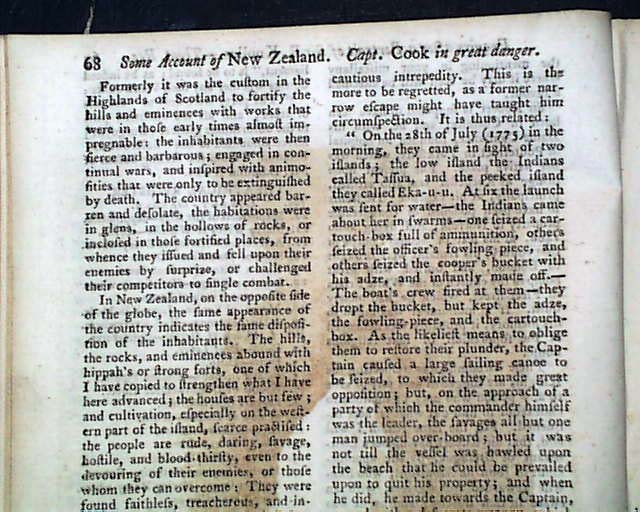 68 Some Account of New Zealand. Capt. Cook in great danger.
Formerly it was the cuſtom in the
Highlands of Scotland to fortify the
hills and eminences with works that
were in thoſe early times almoſt im-
pregnable: the inhabitants were then
fierce and barbarous; engaged in con-
tinual wars, and inſpired with animo-
ſities that were only to be extinguiſhed
by death. The country appeared bar-
ren and deſolate, the habitations were
in glens, in the hollows of rocks, or
incloſed in thoſe fortified places, from
whence they iſſued and fell upon their
enemies by ſurprize, or challenged
their competitors to ſingle combat.
In New Zealand, on the oppoſite ſide
of the globe, the ſame appearance of
the country indicates the ſame diſpoſi-
tion of the inhabitants. The hills,
the rocks, and eminences abound with
hippah's or ſtrong forts, one of which
I have copied to ſtrengthen what I have
here advanced; the houſes are but few;
and cultivation, eſpecially on the weſt-
ern part of the iſland, ſcarce practiſed:
the people are rude, daring, ſavage,
hoſtile, and blood-thirſty, even to the
devouring of their enemies, or thoſe
whom they can overcome: They were
found faithleſs, treacherous, and in-
cautious intrepidity. This is the
more to be regretted, as a former nar-
row eſcape might have taught him
circumſpection. It is thus related:
" On the 28th of July (1775) in the
morning, they came in ſight of two
iſlands; the low iſland the Indians
called Taſſua, and the peeked iſland
they called Eka-u-u. At ſix the launch
was ſent for water—the Indians came
about her in ſwarms—one ſeized a car-
touch-box full of ammunition, others
ſeized the officer's fowling piece, and
others ſeized the cooper's bucket with
his adze, and inſtantly made off.—
The boat's crew fired at them—they
dropt the bucket, but kept the adze,
the fowling-piece, and the cartouch-
box. As the likelieſt means to oblige
them to reſtore their plunder, the Cap-
tain cauſed a large ſailing canoe to
be ſeized, to which they made great
oppoſition; but, on the approach of a
party of which the commander himſelf
was the leader, the ſavages all but one
man jumped over-board; but it was
not till the veſſel was hawled upon
the beach that he could be prevailed
upon to quit his property; and when
he did, he made towards the Captain,